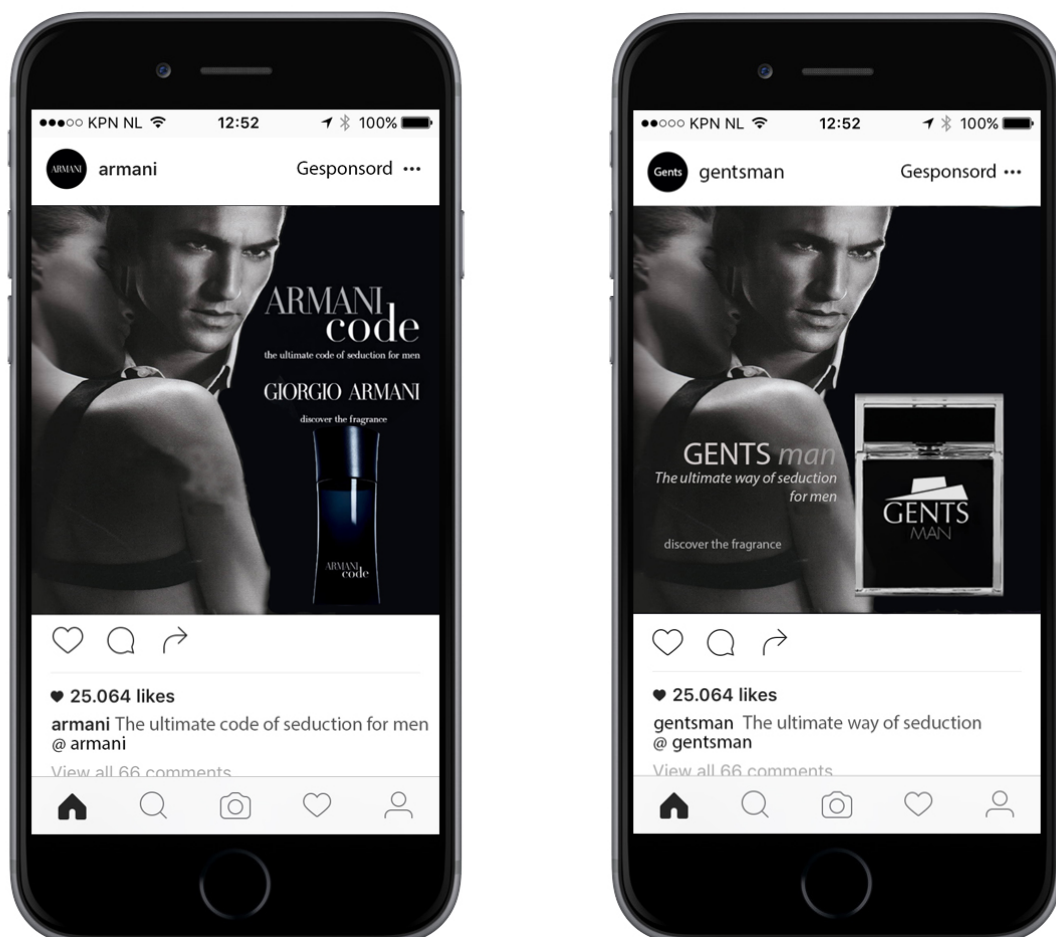 KPN NL 12:52 100%
ARMANI armani Gesponsord
ARMANI
code
the ultimate code of seduction for men
GIORGIO ARMANI
discover the fragrance
ARMANI
code
25.064 likes
armani The ultimate code of seduction for men
@ armani
View all 66 comments
KPN NL 12:52 100%
Gents gentsman Gesponsord
GENTS man
The ultimate way of seduction
for men
discover the fragrance
GENTS
MAN
25.064 likes
gentsman The ultimate way of seduction
@ gentsman
View all 66 comments